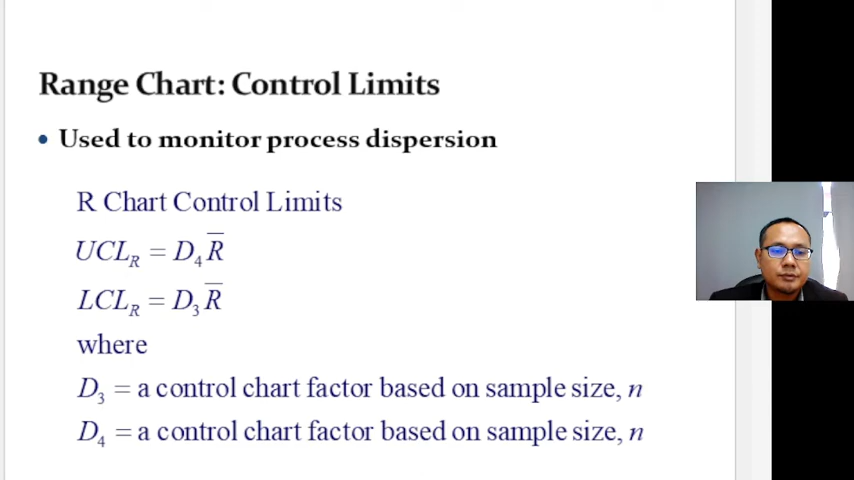 Range Chart: Control Limits
• Used to monitor process dispersion
R Chart Control Limits
UCL_R = D_4 R̅
LCL_R = D_3 R̅
where
D_3 = a control chart factor based on sample size, n
D_4 = a control chart factor based on sample size, n